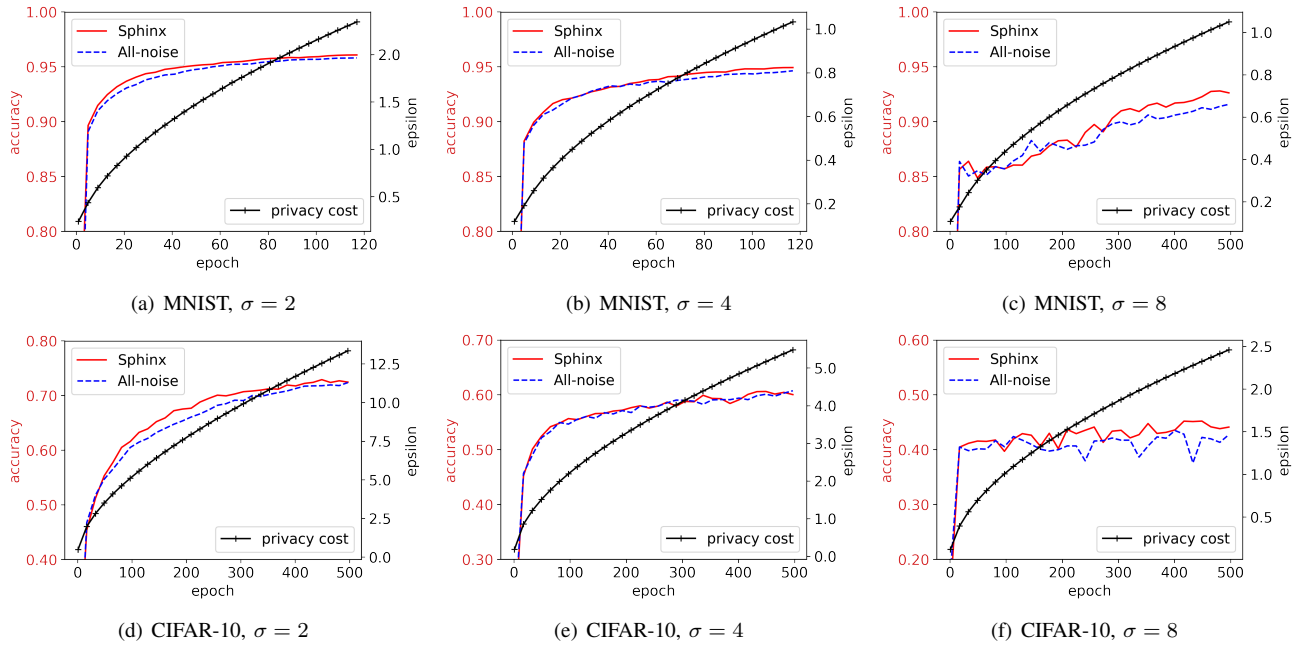 1.00
0.95
0.90
0.85
0.80
accuracy
Sphinx
All-noise
privacy cost
2.0
1.5
1.0
0.5
epsilon
0 20 40 60 80 100 120
epoch
(a) MNIST, σ = 2
1.00
0.95
0.90
0.85
0.80
accuracy
Sphinx
All-noise
privacy cost
1.0
0.8
0.6
0.4
0.2
epsilon
0 20 40 60 80 100 120
epoch
(b) MNIST, σ = 4
1.00
0.95
0.90
0.85
0.80
accuracy
Sphinx
All-noise
privacy cost
1.0
0.8
0.6
0.4
0.2
epsilon
0 100 200 300 400 500
epoch
(c) MNIST, σ = 8
0.80
0.70
0.60
0.50
0.40
accuracy
Sphinx
All-noise
privacy cost
12.5
10.0
7.5
5.0
2.5
0.0
epsilon
0 100 200 300 400 500
epoch
(d) CIFAR-10, σ = 2
0.70
0.60
0.50
0.40
0.30
accuracy
Sphinx
All-noise
privacy cost
5.0
4.0
3.0
2.0
1.0
0.0
epsilon
0 100 200 300 400 500
epoch
(e) CIFAR-10, σ = 4
0.80
0.60
0.50
0.40
0.30
0.20
accuracy
Sphinx
All-noise
privacy cost
2.5
2.0
1.5
1.0
0.5
epsilon
0 100 200 300 400 500
epoch
(f) CIFAR-10, σ = 8